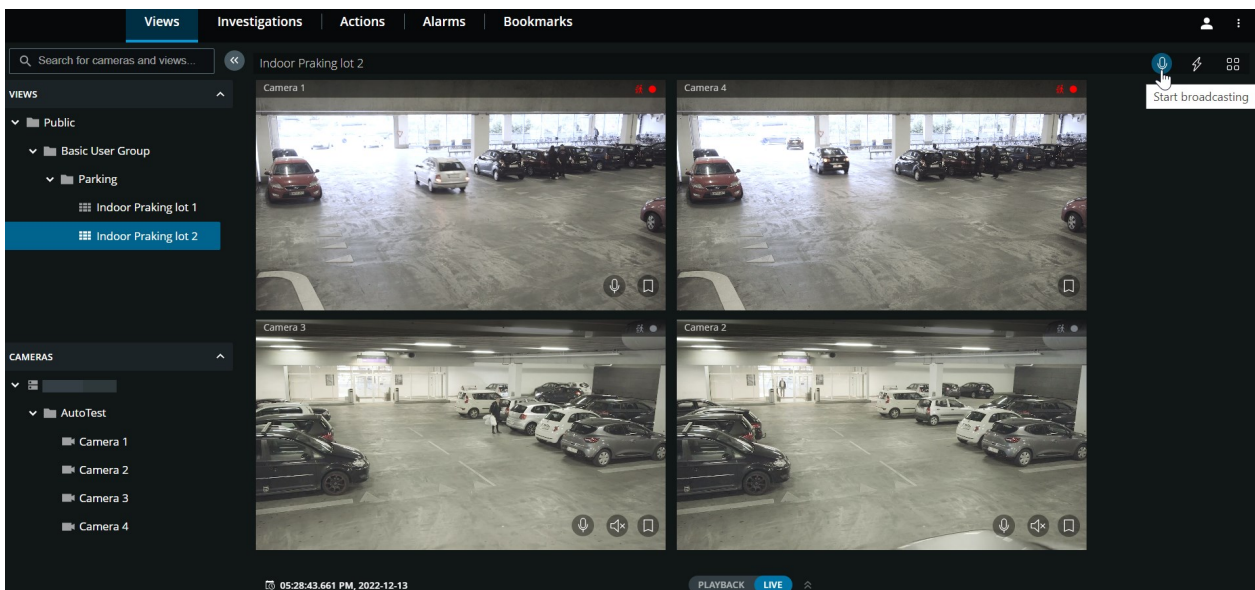 Views Investigations Actions Alarms Bookmarks
Search for cameras and views...
Indoor Praking lot 2
Start broadcasting
VIEWS
Public
Basic User Group
Parking
Indoor Praking lot 1
Indoor Praking lot 2
CAMERAS
AutoTest
Camera 1
Camera 2
Camera 3
Camera 4
Camera 1
Camera 4
Camera 3
Camera 2
05:28:43.661 PM, 2022-12-13
PLAYBACK LIVE